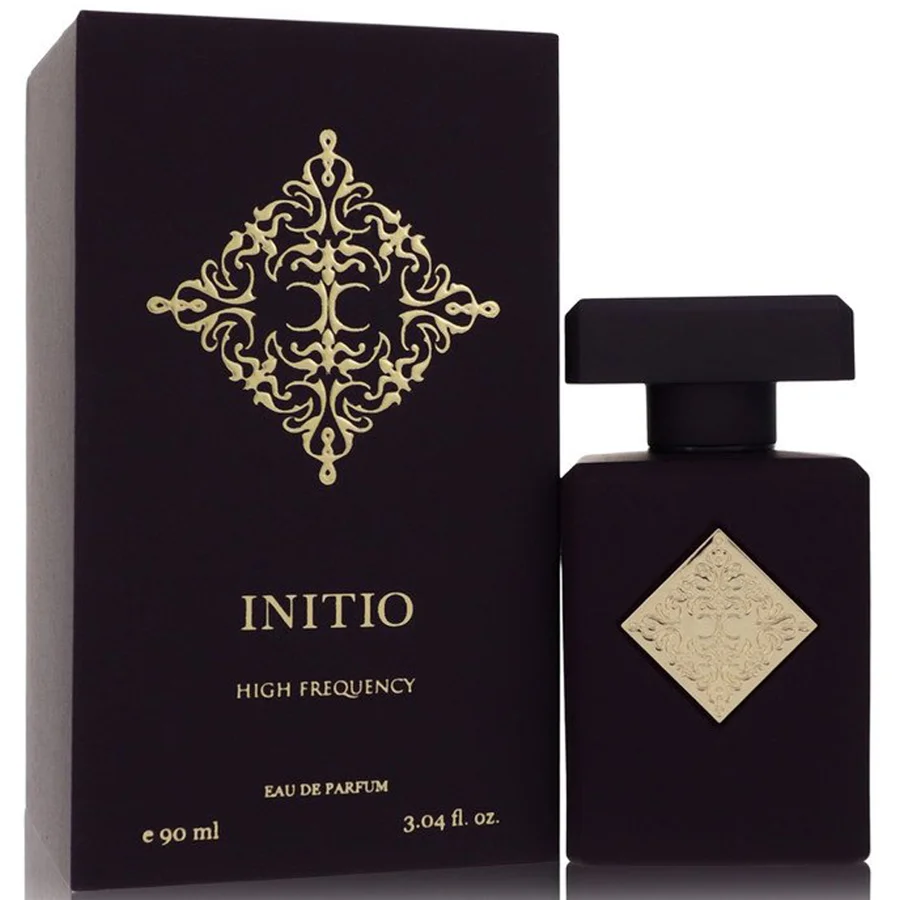 INITIO
HIGH FREQUENCY
EAU DE PARFUM
e 90 ml
3.04 fl. oz.